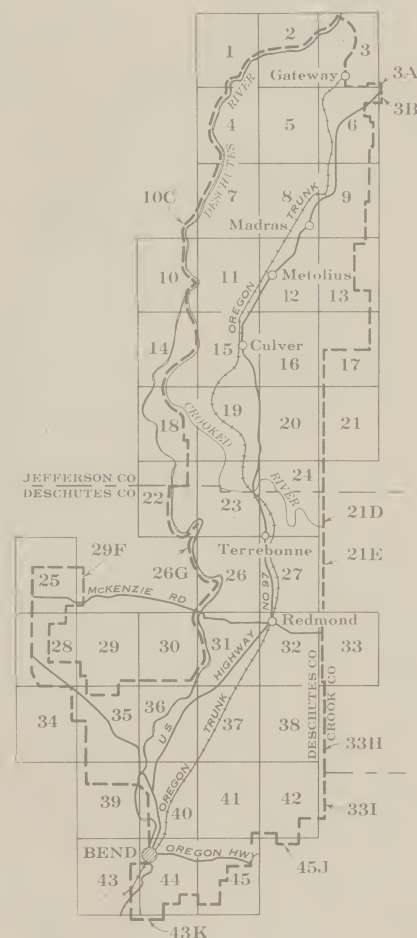 1
2
3
Gateway
3A
3B
RIVER
DESCHUTES
4
5
6
10C
7
8
9
OREGON TRUNK
Madras
10
11
Metolius
12
13
14
15
Culver
16
17
18
CROOKED
19
20
21
JEFFERSON CO
DESCHUTES CO
22
23
24
RIVER
21D
Terrebonne
21E
29F
26G
25
MCKENZIE RD
26
27
NO 97
Redmond
28
29
30
31
32
33
US HIGHWAY
DESCHUTES CO
CROOK CO
34
35
36
37
38
33H
OREGON TRUNK
39
40
41
42
33I
BEND
OREGON HWY
45J
43
44
45
43K